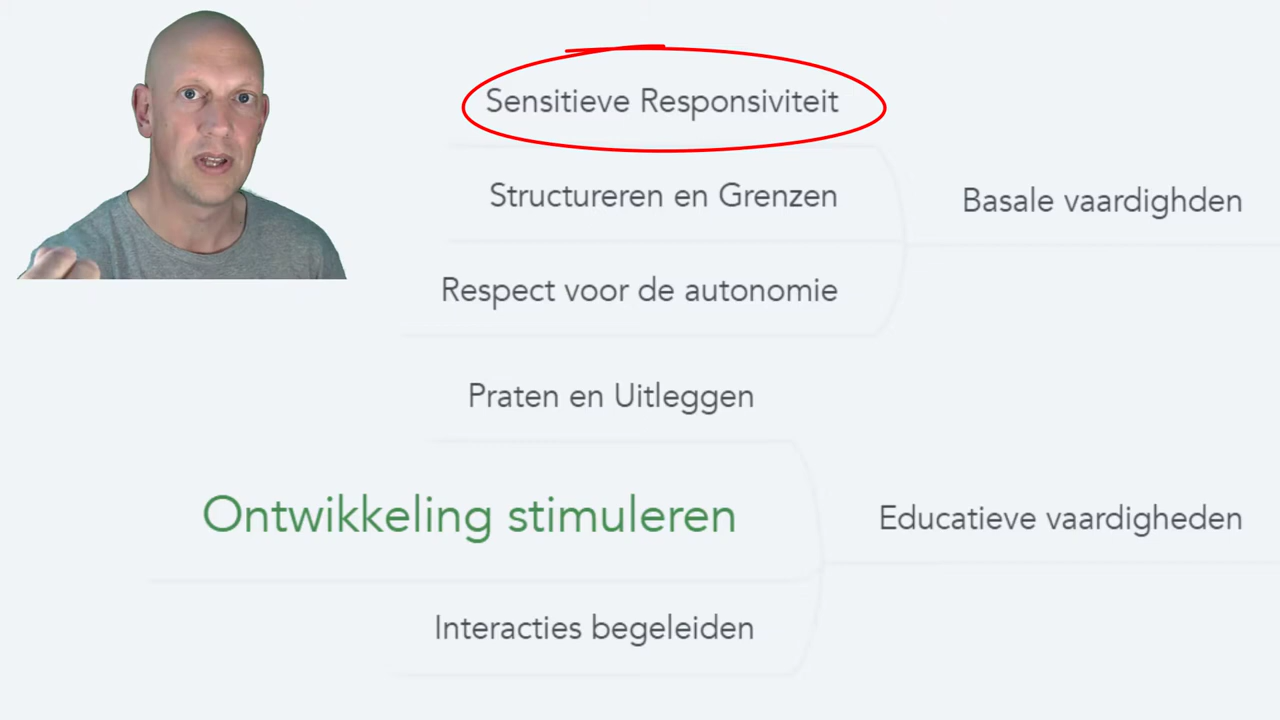 Sensitieve Responsiviteit
Structureren en Grenzen
Basale vaardighden
Respect voor de autonomie
Praten en Uitleggen
Ontwikkeling stimuleren
Educatieve vaardigheden
Interacties begeleiden